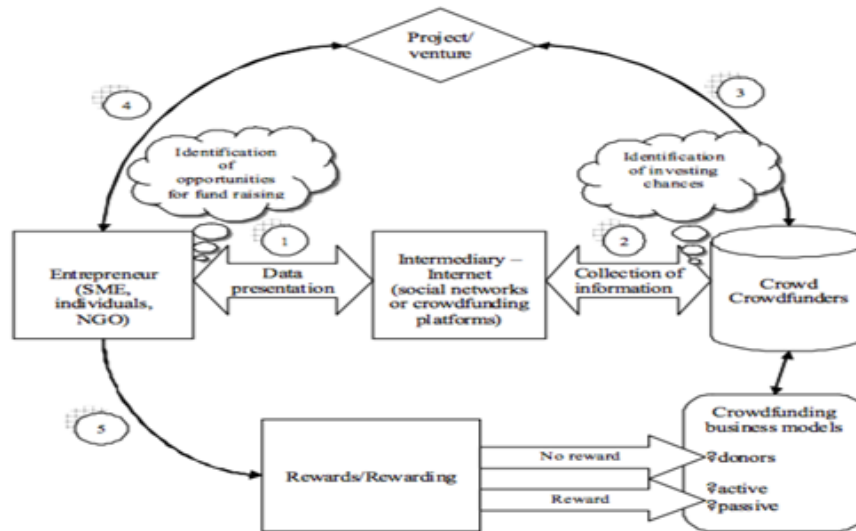 Project/
venture
4
3
Identification
of
opportunities
for fund raising
Identification
of investing
chances
1
2
Entrepreneur
(SME,
individuals,
NGO)
Data
presentation
Intermediary –
Internet
(social networks
or crowdfunding
platforms)
Collection of
information
Crowd
Crowdfunders
5
Rewards/Rewarding
No reward
Reward
Crowdfunding
business models
?donors
?active
?passive